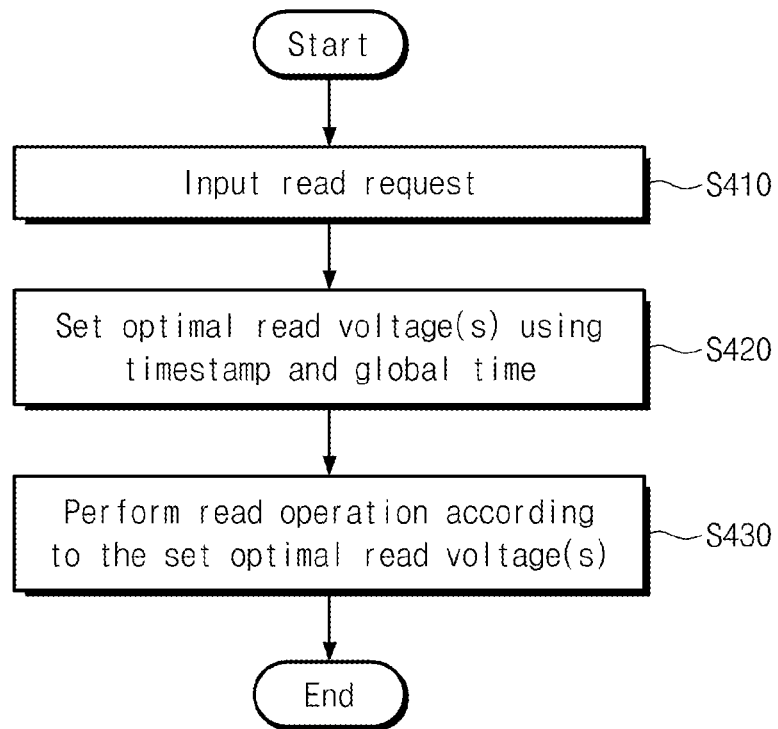 Start
Input read request
S410
Set optimal read voltage(s) using
timestamp and global time
S420
Perform read operation according
to the set optimal read voltage(s)
S430
End